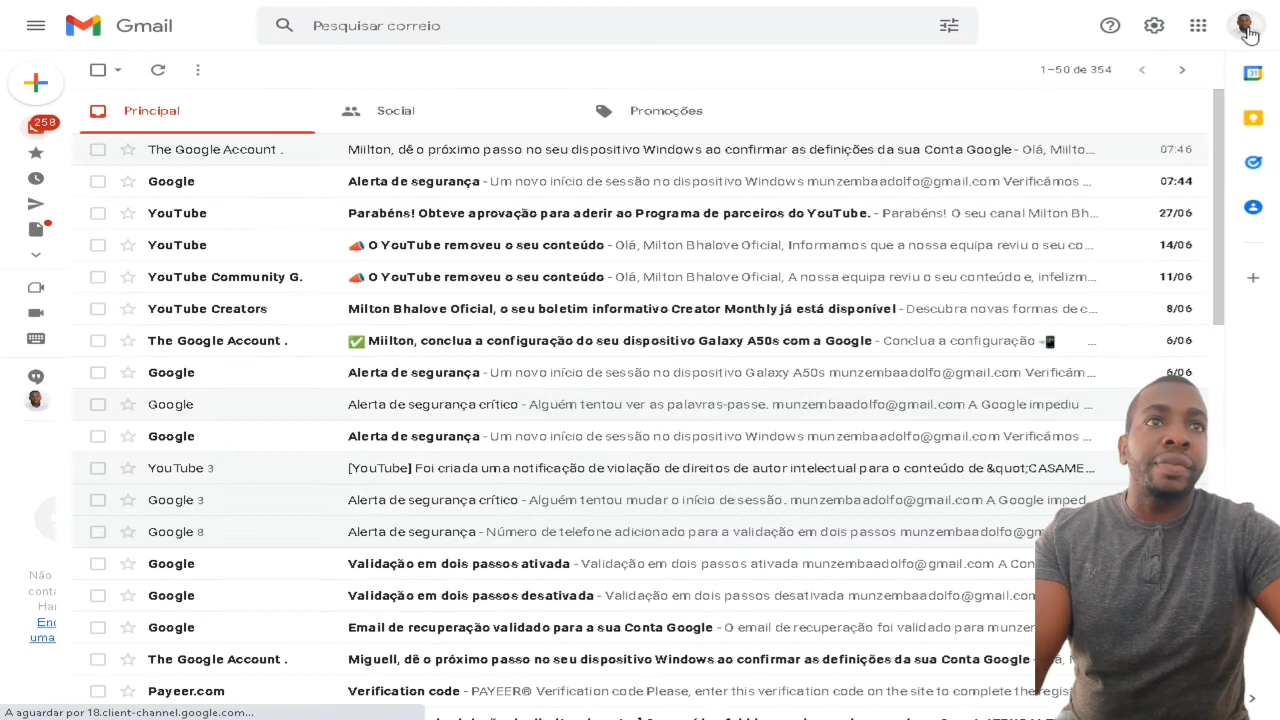 Gmail
Pesquisar correio
1–50 de 354
258
Principal
Social
Promoções
The Google Account . Miilton, dê o próximo passo no seu dispositivo Windows ao confirmar as definições da sua Conta Google - Olá, Miilto... 07:46
Google Alerta de segurança - Um novo início de sessão no dispositivo Windows munzembaadolfo@gmail.com Verificámos ... 07:44
YouTube Parabéns! Obteve aprovação para aderir ao Programa de parceiros do YouTube. - Parabéns! O seu canal Milton Bh... 27/06
YouTube 📣 O YouTube removeu o seu conteúdo - Olá, Milton Bhalove Oficial, Informamos que a nossa equipa reviu o seu co... 14/06
YouTube Community G. 📣 O YouTube removeu o seu conteúdo - Olá, Milton Bhalove Oficial, A nossa equipa reviu o seu conteúdo e, infelizm... 11/06
YouTube Creators Milton Bhalove Oficial, o seu boletim informativo Creator Monthly já está disponível - Descubra novas formas de c... 8/06
The Google Account . ✅ Miilton, conclua a configuração do seu dispositivo Galaxy A50s com a Google - Conclua a configuração 📲 ... 6/06
Google Alerta de segurança - Um novo início de sessão no dispositivo Galaxy A50s munzembaadolfo@gmail.com Verificám... 6/06
Google Alerta de segurança crítico - Alguém tentou ver as palavras-passe. munzembaadolfo@gmail.com A Google impediu ...
Google Alerta de segurança - Um novo início de sessão no dispositivo Windows munzembaadolfo@gmail.com Verificámos ...
YouTube 3 [YouTube] Foi criada uma notificação de violação de direitos de autor intelectual para o conteúdo de &quot;CASAME...
Google 3 Alerta de segurança crítico - Alguém tentou mudar o início de sessão. munzembaadolfo@gmail.com A Google imped
Google 8 Alerta de segurança - Número de telefone adicionado para a validação em dois passos munzembaadolfo@gm
Google Validação em dois passos ativada - Validação em dois passos ativada munzembaadolfo@gmail.com A Con
Google Validação em dois passos desativada - Validação em dois passos desativada munzembaadolfo@gmail.com
Google Email de recuperação validado para a sua Conta Google - O email de recuperação foi validado para munzem
The Google Account . Miguell, dê o próximo passo no seu dispositivo Windows ao confirmar as definições da sua Conta Google
Payeer.com Verification code - PAYEER® Verification code Please, enter this verification code on the site to complete the regist
Não
cont
Har
Enc
uma
31
A aguardar por 18.client-channel.google.com...